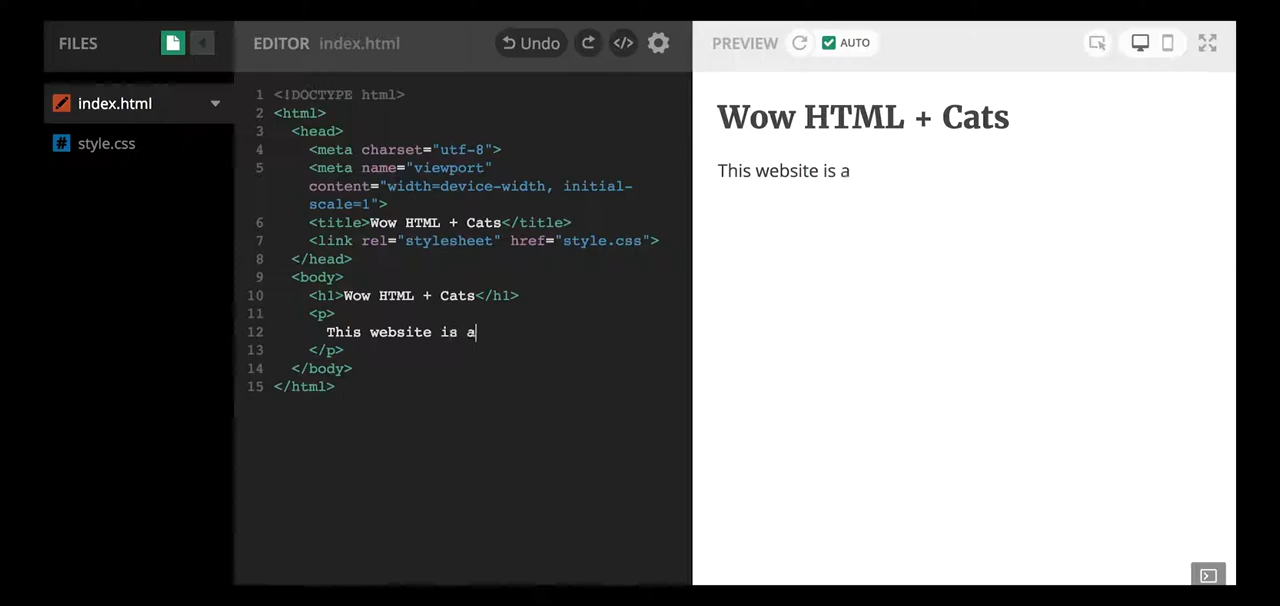 FILES
index.html
style.css
EDITOR index.html
Undo
1 <!DOCTYPE html>
2 <html>
3 <head>
4 <meta charset="utf-8">
5 <meta name="viewport"
content="width=device-width, initial-
scale=1">
6 <title>Wow HTML + Cats</title>
7 <link rel="stylesheet" href="style.css">
8 </head>
9 <body>
10 <h1>Wow HTML + Cats</h1>
11 <p>
12 This website is a
13 </p>
14 </body>
15 </html>
PREVIEW AUTO
Wow HTML + Cats
This website is a